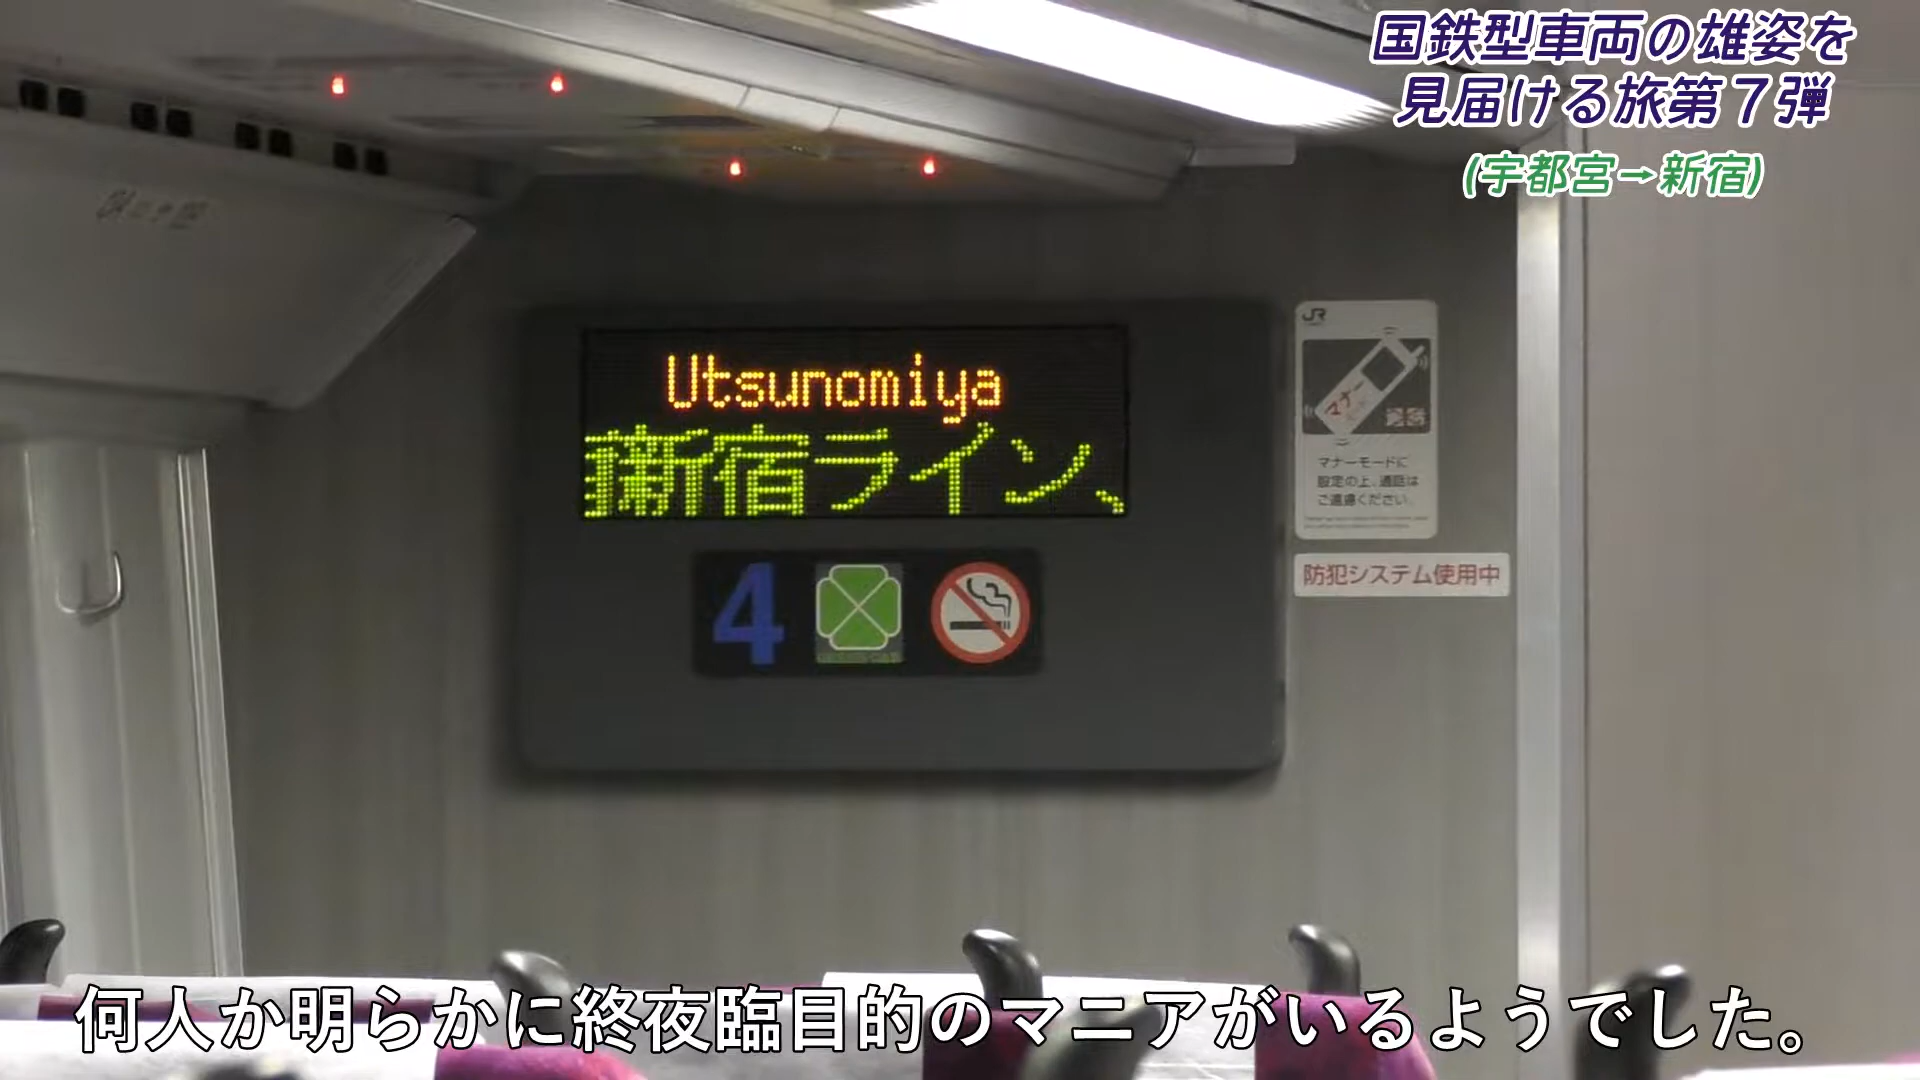 国鉄型車両の雄姿を
見届ける旅第7弾
(宇都宮→新宿)
Utsunomiya
新宿ライン、
4
JR
マナー
マナーモードに
設定の上、通話は
ご遠慮ください。
防犯システム使用中
何人か明らかに終夜臨目的のマニアがいるようでした。